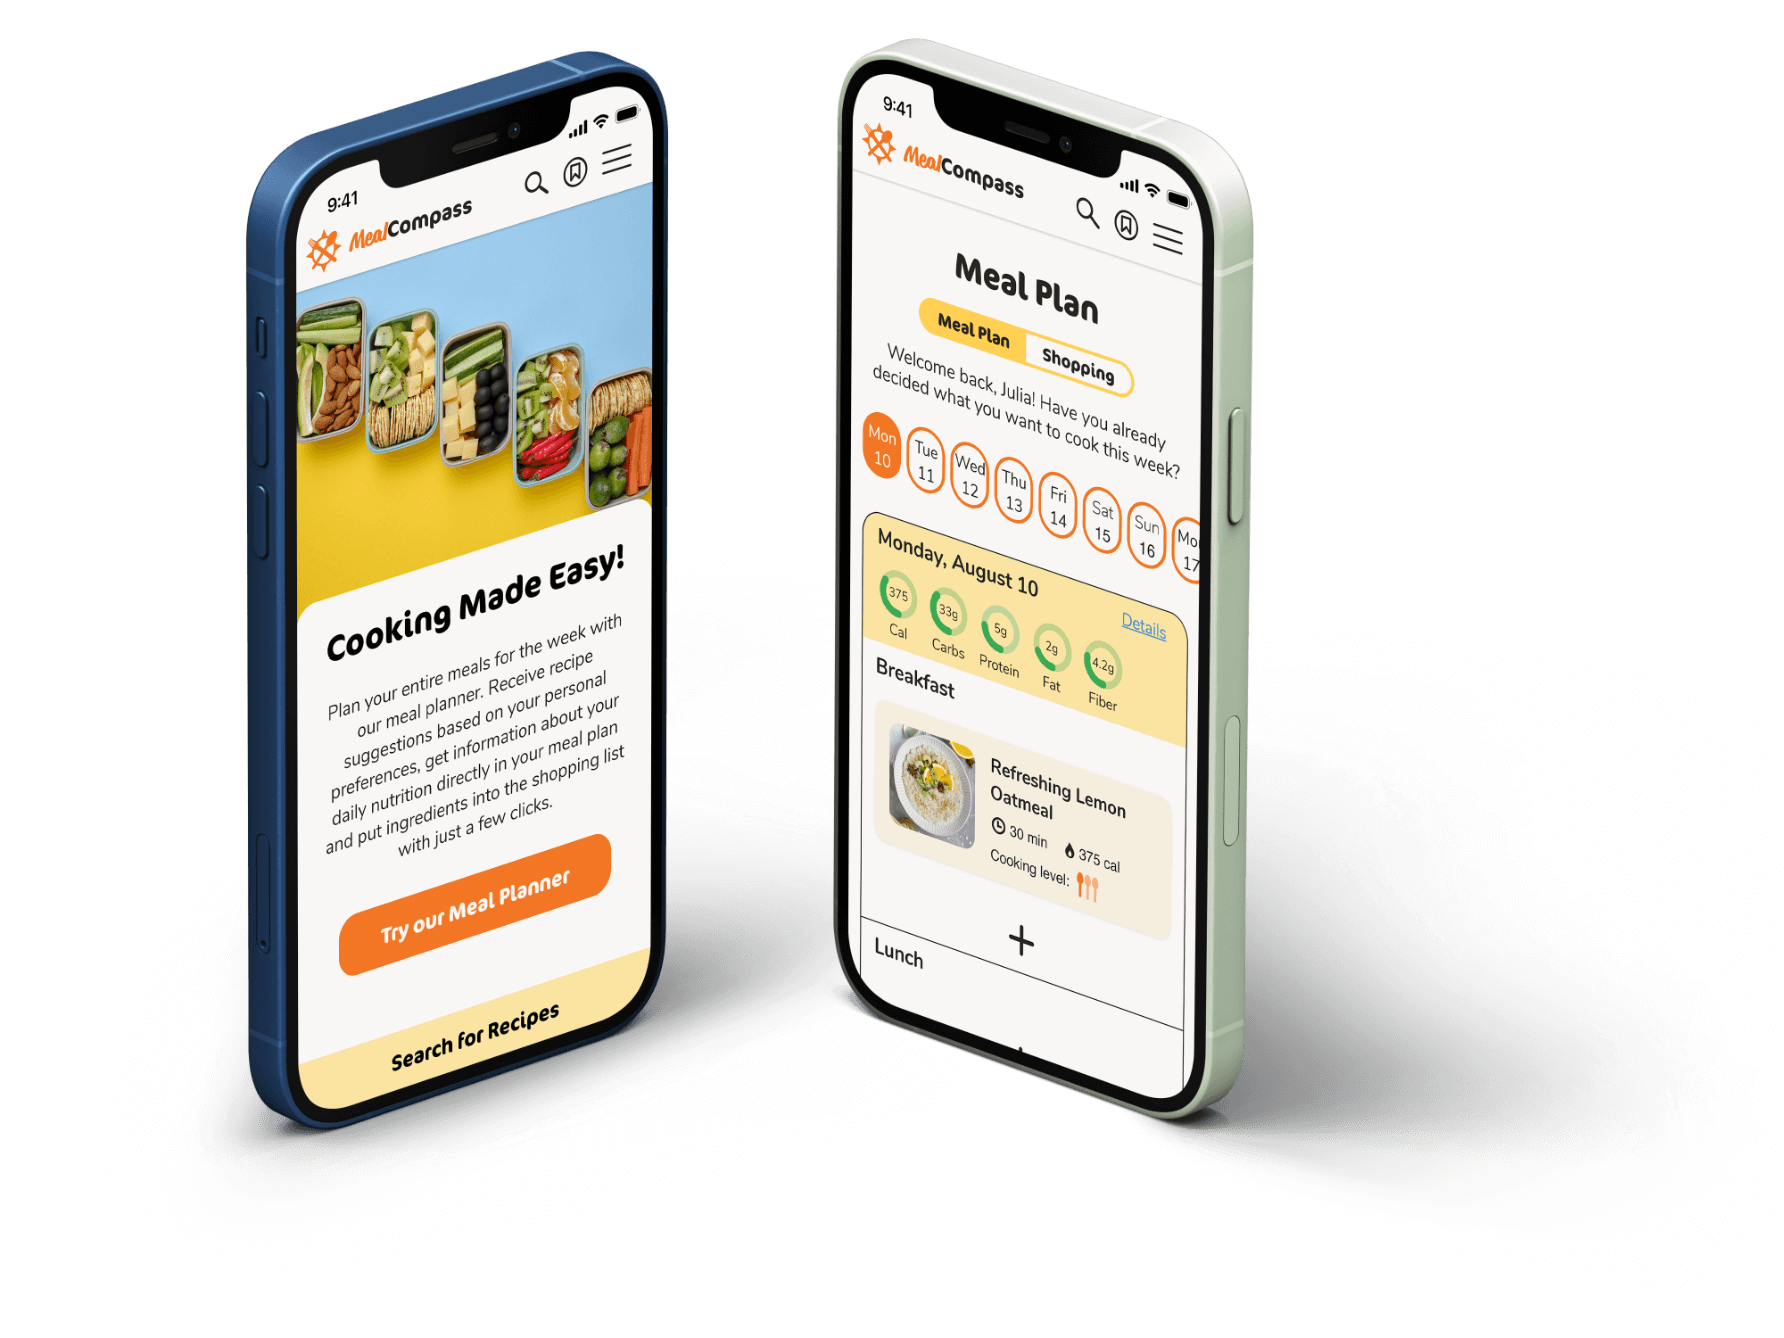 9:41
MealCompass
Cooking Made Easy!
Plan your entire meals for the week with
our meal planner. Receive recipe
suggestions based on your personal
preferences, get information about your
daily nutrition directly in your meal plan
and put ingredients into the shopping list
with just a few clicks.
Try our Meal Planner
Search for Recipes
9:41
MealCompass
Meal Plan
Meal Plan Shopping
Welcome back, Julia! Have you already
decided what you want to cook this week?
Mon Tue Wed Thu Fri Sat Sun Mon
10 11 12 13 14 15 16 17
Monday, August 10
Details
375 33g 5g 2g 4.2g
Cal Carbs Protein Fat Fiber
Breakfast
Refreshing Lemon
Oatmeal
30 min 375 cal
Cooking level:
Lunch